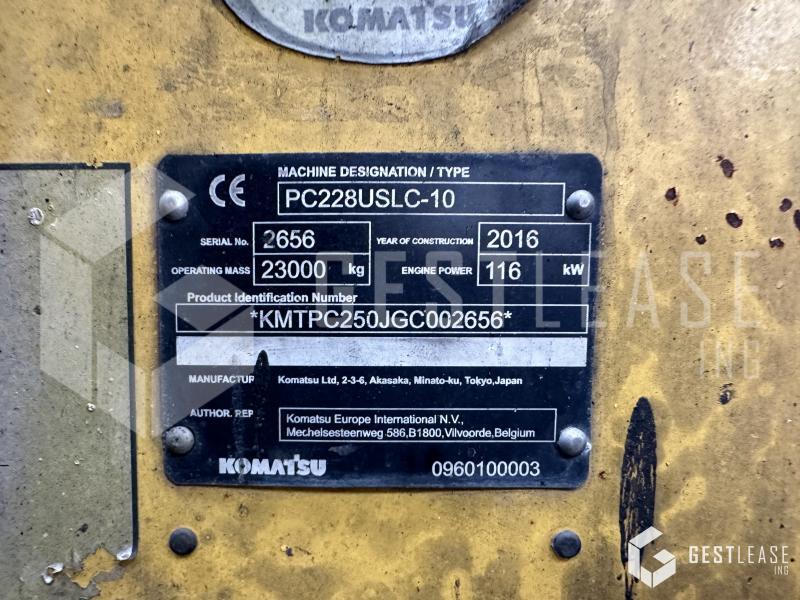 KOMATSU
CE
MACHINE DESIGNATION / TYPE
PC228USLC-10
SERIAL No. 2656 YEAR OF CONSTRUCTION 2016
OPERATING MASS 23000 kg ENGINE POWER 116 kW
Product Identification Number
*KMTPC250JGC002656*
MANUFACTUR Komatsu Ltd, 2-3-6, Akasaka, Minato-ku, Tokyo,Japan
AUTHOR. REP Komatsu Europe International N.V.,
Mechelsesteenweg 586,B1800,Vilvoorde,Belgium
KOMATSU 0960100003
GESTLEASE
ING
GESTLEASE
ING